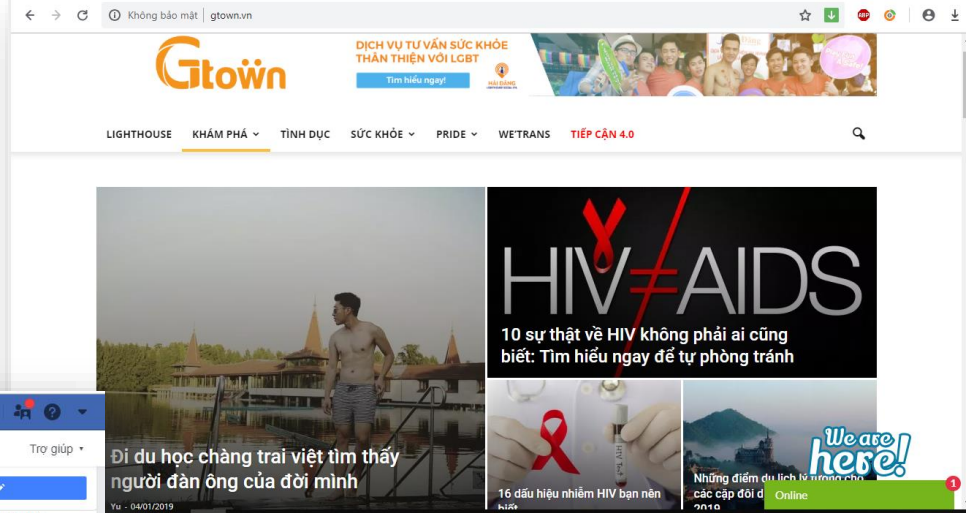 Không bảo mật
gtown.vn
ABP
Gtown
DỊCH VỤ TƯ VẤN SỨC KHỎE
THÂN THIỆN VỚI LGBT
Tìm hiểu ngay!
HẢI ĐĂNG
LIGHTHOUSE
KHÁM PHÁ
TÌNH DỤC
SỨC KHỎE
PRIDE
WE'TRANS
TIẾP CẬN 4.0
HIV≠AIDS
10 sự thật về HIV không phải ai cũng
biết: Tìm hiểu ngay để tự phòng tránh
Trợ giúp
Đi du học chàng trai việt tìm thấy
người đàn ông của đời mình
Yu - 04/01/2019
16 dấu hiệu nhiễm HIV bạn nên
biết
Những điểm du lịch lý tưởng cho
các cặp đôi
2019
We are
here!
Online
1